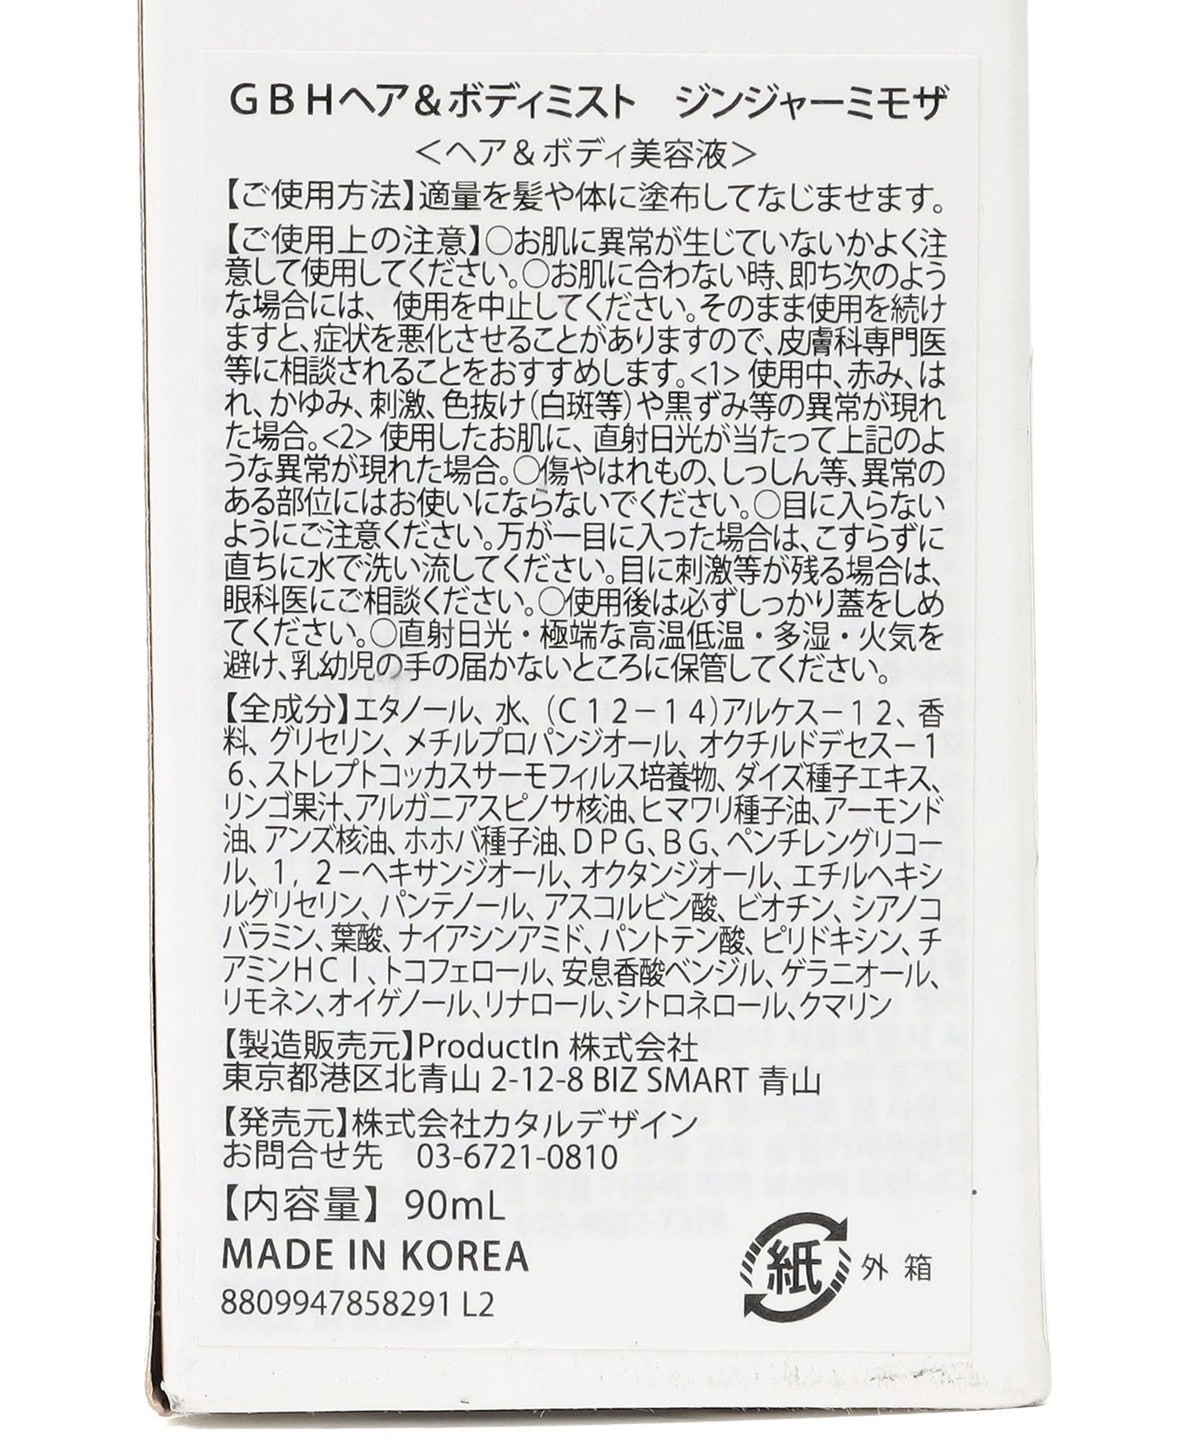 GBHヘア&ボディミスト　ジンジャーミモザ
<ヘア&ボディ美容液>
【ご使用方法】適量を髪や体に塗布してなじませます。
【ご使用上の注意】○お肌に異常が生じていないかよく注
意して使用してください。○お肌に合わない時、即ち次のよう
な場合には、使用を中止してください。そのまま使用を続け
ますと、症状を悪化させることがありますので、皮膚科専門医
等に相談されることをおすすめします。<1> 使用中、赤み、は
れ、かゆみ、刺激、色抜け(白斑等)や黒ずみ等の異常が現れ
た場合。<2> 使用したお肌に、直射日光が当たって上記のよ
うな異常が現れた場合。○傷やはれもの、しっしん等、異常の
ある部位にはお使いにならないでください。○目に入らない
ようにご注意ください。万が一目に入った場合は、こすらずに
直ちに水で洗い流してください。目に刺激等が残る場合は、
眼科医にご相談ください。○使用後は必ずしっかり蓋をしめ
てください。○直射日光・極端な高温低温・多湿・火気を
避け、乳幼児の手の届かないところに保管してください。
【全成分】エタノール、水、(C12-14)アルケス-12、香
料、グリセリン、メチルプロパンジオール、オクチルドデセス-1
6、ストレプトコッカスサーモフィルス培養物、ダイズ種子エキス、
リンゴ果汁、アルガニアスピノサ核油、ヒマワリ種子油、アーモンド
油、アンズ核油、ホホバ種子油、DPG、BG、ペンチレングリコー
ル、1,2-ヘキサンジオール、オクタンジオール、エチルヘキシ
ルグリセリン、パンテノール、アスコルビン酸、ビオチン、シアノコ
バラミン、葉酸、ナイアシンアミド、パントテン酸、ピリドキシン、チ
アミンHCI、トコフェロール、安息香酸ベンジル、ゲラニオール、
リモネン、オイゲノール、リナロール、シトロネロール、クマリン
【製造販売元】ProductIn 株式会社
東京都港区北青山 2-12-8 BIZ SMART 青山
【発売元】株式会社カタルデザイン
お問合せ先　03-6721-0810
【内容量】 90mL
MADE IN KOREA
8809947858291 L2
紙 外箱